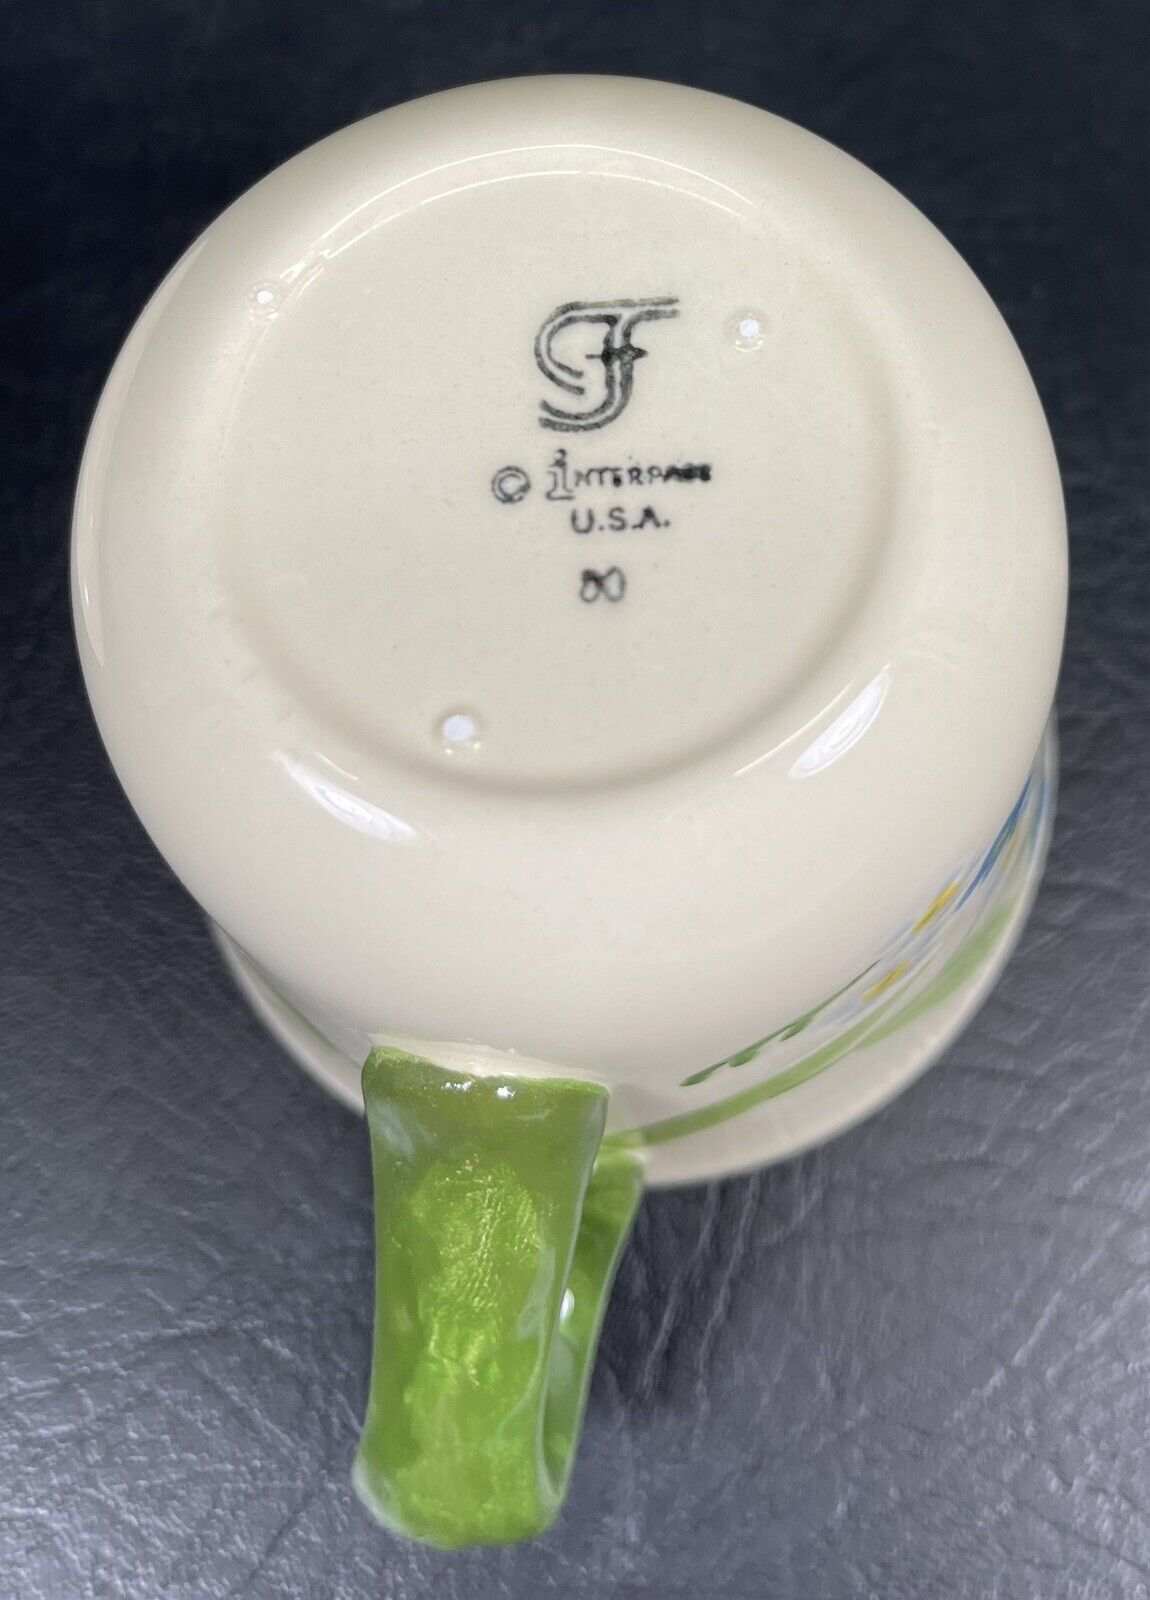 F
© iNTERPACE
U.S.A.
80